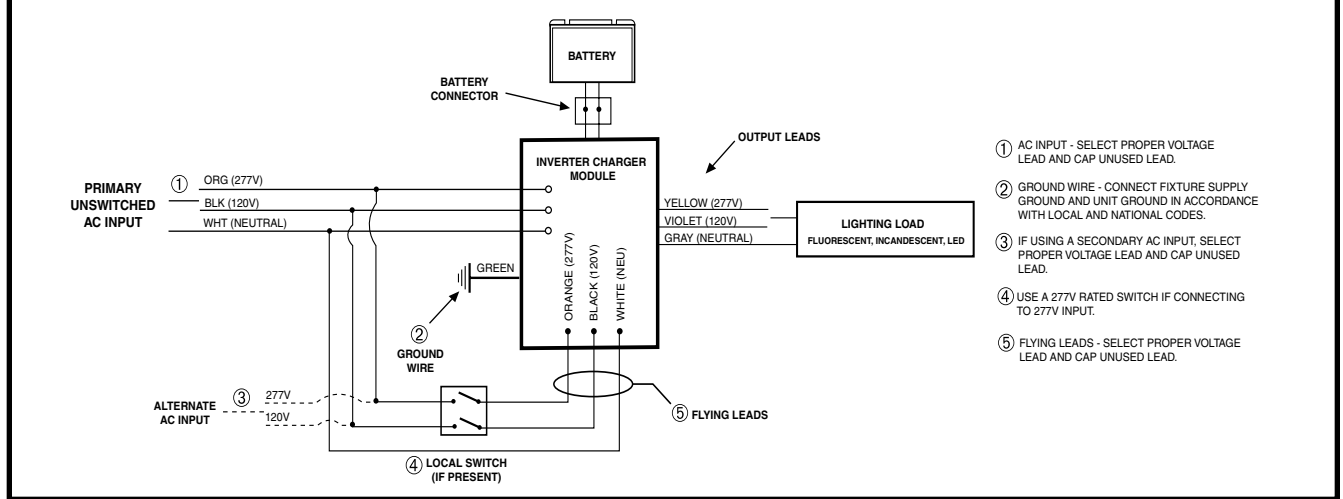 BATTERY
BATTERY
CONNECTOR
OUTPUT LEADS
INVERTER CHARGER
MODULE
PRIMARY
UNSWITCHED
AC INPUT
①
ORG (277V)
BLK (120V)
WHT (NEUTRAL)
YELLOW (277V)
VIOLET (120V)
GRAY (NEUTRAL)
LIGHTING LOAD
FLUORESCENT, INCANDESCENT, LED
GREEN
②
GROUND
WIRE
ORANGE (277V)
BLACK (120V)
WHITE (NEU)
ALTERNATE
AC INPUT
③
277V
120V
⑤ FLYING LEADS
④ LOCAL SWITCH
(IF PRESENT)
① AC INPUT - SELECT PROPER VOLTAGE
LEAD AND CAP UNUSED LEAD.
② GROUND WIRE - CONNECT FIXTURE SUPPLY
GROUND AND UNIT GROUND IN ACCORDANCE
WITH LOCAL AND NATIONAL CODES.
③ IF USING A SECONDARY AC INPUT, SELECT
PROPER VOLTAGE LEAD AND CAP UNUSED
LEAD.
④ USE A 277V RATED SWITCH IF CONNECTING
TO 277V INPUT.
⑤ FLYING LEADS - SELECT PROPER VOLTAGE
LEAD AND CAP UNUSED LEAD.